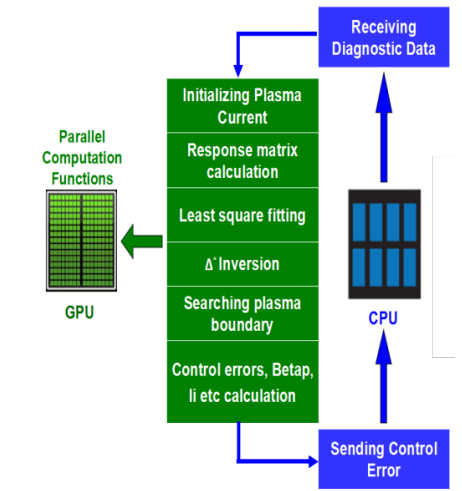 Receiving
Diagnostic Data
Initializing Plasma
Current
Response matrix
calculation
Least square fitting
Δ* Inversion
Searching plasma
boundary
Control errors, Betap,
li etc calculation
Parallel
Computation
Functions
GPU
CPU
Sending Control
Error